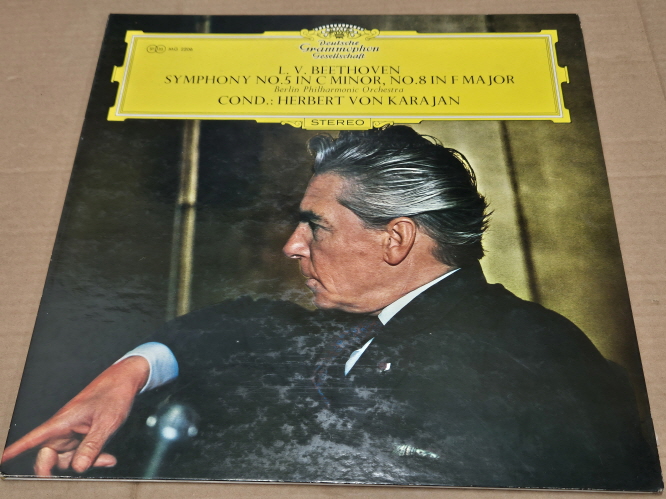 Deutsche
Grammophon
Gesellschaft
L. V. BEETHOVEN
SYMPHONY NO.5 IN C MINOR, NO.8 IN F MAJOR
Berlin Philharmonic Orchestra
COND.: HERBERT VON KARAJAN
STEREO